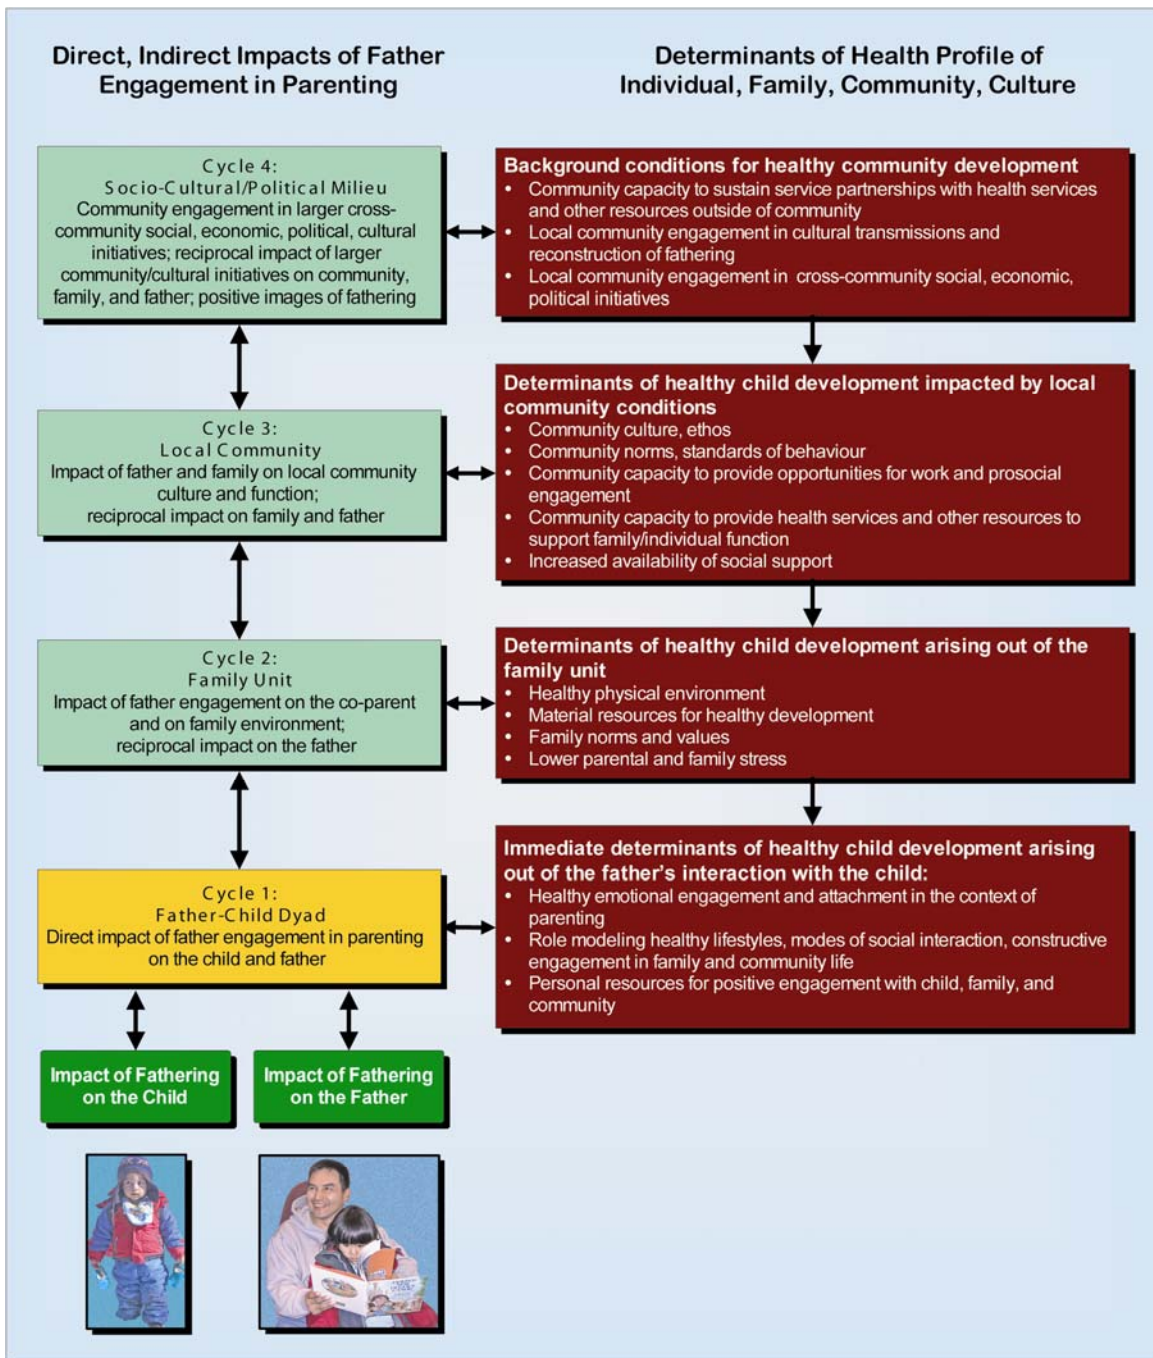 Direct, Indirect Impacts of Father
Engagement in Parenting
Determinants of Health Profile of
Individual, Family, Community, Culture
Cycle 4:
Socio-Cultural/Political Milieu
Community engagement in larger cross-
community social, economic, political, cultural
initiatives; reciprocal impact of larger
community/cultural initiatives on community,
family, and father; positive images of fathering
Background conditions for healthy community development
• Community capacity to sustain service partnerships with health services
and other resources outside of community
• Local community engagement in cultural transmissions and
reconstruction of fathering
• Local community engagement in cross-community social, economic,
political initiatives
Cycle 3:
Local Community
Impact of father and family on local community
culture and function;
reciprocal impact on family and father
Determinants of healthy child development impacted by local
community conditions
• Community culture, ethos
• Community norms, standards of behaviour
• Community capacity to provide opportunities for work and prosocial
engagement
• Community capacity to provide health services and other resources to
support family/individual function
• Increased availability of social support
Cycle 2:
Family Unit
Impact of father engagement on the co-parent
and on family environment;
reciprocal impact on the father
Determinants of healthy child development arising out of the
family unit
• Healthy physical environment
• Material resources for healthy development
• Family norms and values
• Lower parental and family stress
Cycle 1:
Father-Child Dyad
Direct impact of father engagement in parenting
on the child and father
Immediate determinants of healthy child development arising
out of the father's interaction with the child:
• Healthy emotional engagement and attachment in the context of
parenting
• Role modeling healthy lifestyles, modes of social interaction, constructive
engagement in family and community life
• Personal resources for positive engagement with child, family, and
community
Impact of Fathering
on the Child
Impact of Fathering
on the Father